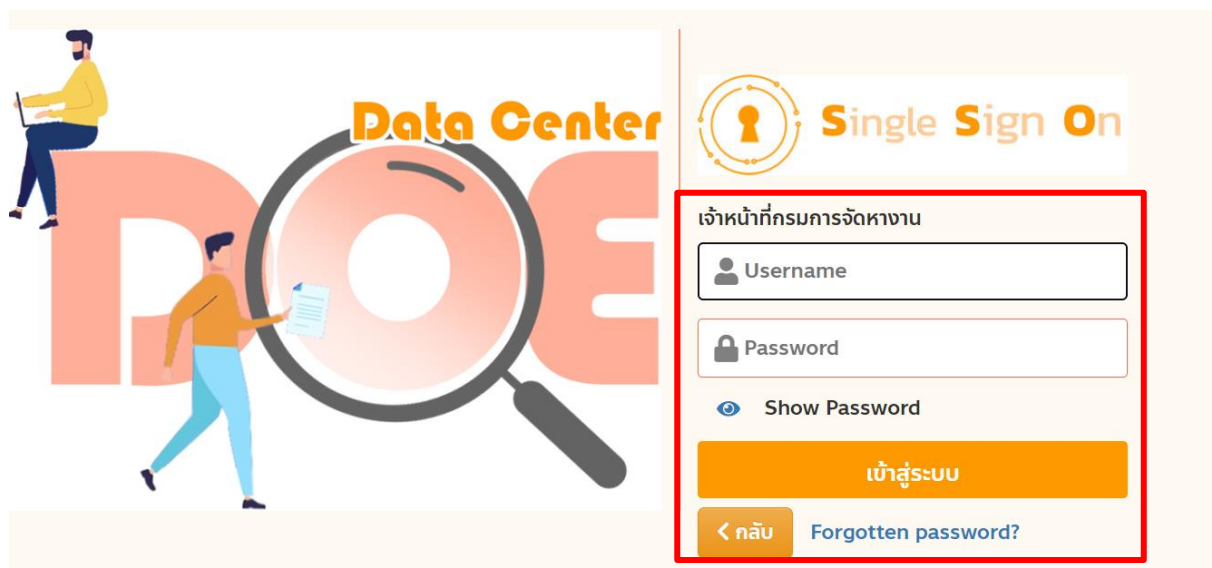 Data Center
DOE
Single Sign On
เจ้าหน้าที่กรมการจัดหางาน
Username
Password
Show Password
เข้าสู่ระบบ
กลับ Forgotten password?